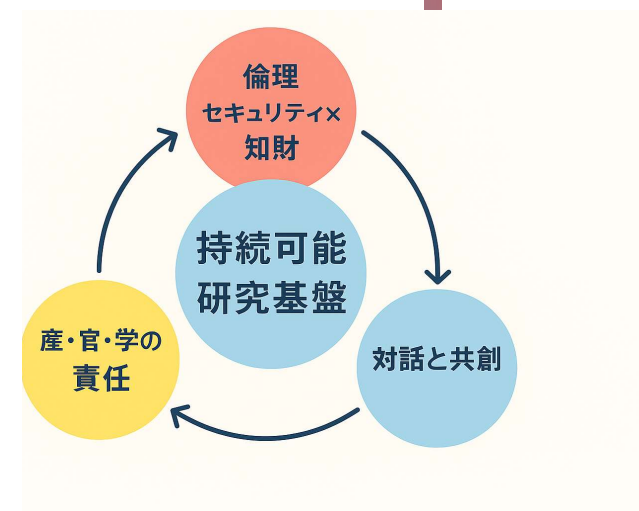 倫理
セキュリティ×
知財
持続可能
研究基盤
産・官・学の
責任
対話と共創